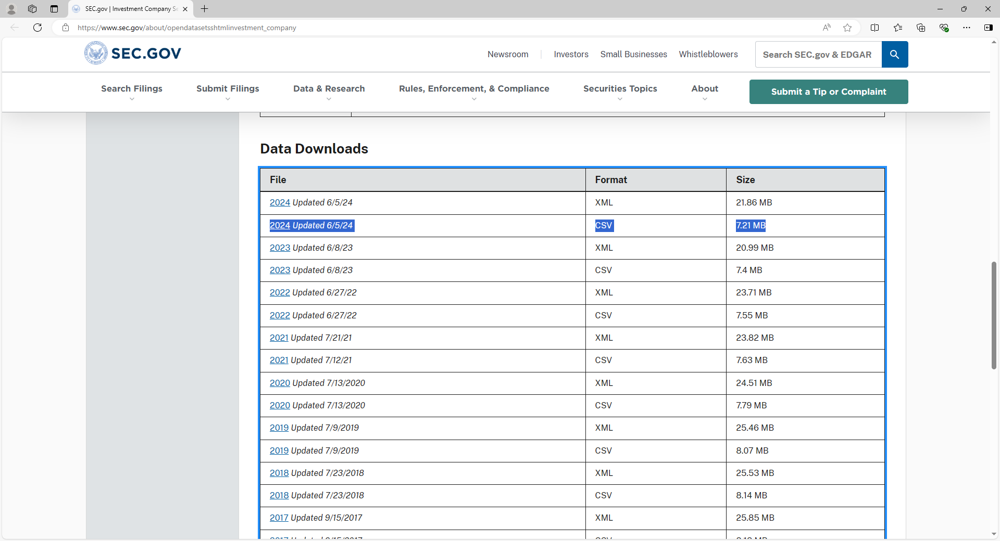 SEC.gov | Investment Company Se
https://www.sec.gov/about/opendatasetsshtmlinvestment_company
SEC.GOV
Newsroom
Investors
Small Businesses
Whistleblowers
Search SEC.gov & EDGAR
Search Filings
Submit Filings
Data & Research
Rules, Enforcement, & Compliance
Securities Topics
About
Submit a Tip or Complaint
Data Downloads
File Format Size
2024 Updated 6/5/24 XML 21.86 MB
2024 Updated 6/5/24 CSV 7.21 MB
2023 Updated 6/8/23 XML 20.99 MB
2023 Updated 6/8/23 CSV 7.4 MB
2022 Updated 6/27/22 XML 23.71 MB
2022 Updated 6/27/22 CSV 7.55 MB
2021 Updated 7/21/21 XML 23.82 MB
2021 Updated 7/12/21 CSV 7.63 MB
2020 Updated 7/13/2020 XML 24.51 MB
2020 Updated 7/13/2020 CSV 7.79 MB
2019 Updated 7/9/2019 XML 25.46 MB
2019 Updated 7/9/2019 CSV 8.07 MB
2018 Updated 7/23/2018 XML 25.53 MB
2018 Updated 7/23/2018 CSV 8.14 MB
2017 Updated 9/15/2017 XML 25.85 MB